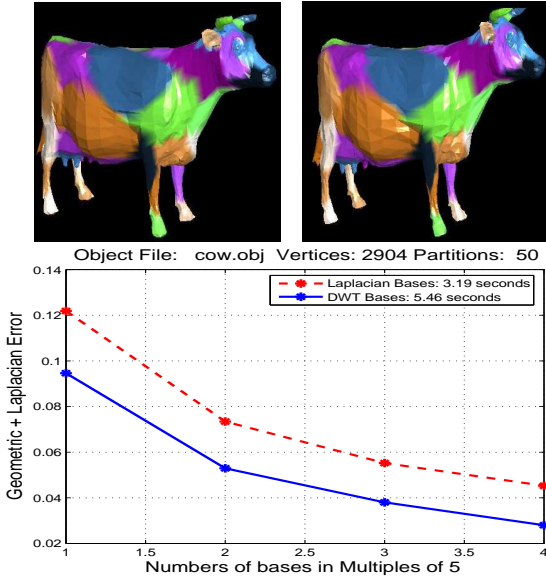 Object File: cow.obj Vertices: 2904 Partitions: 50
0.14
0.12
0.1
0.08
0.06
0.04
0.02
Geometric + Laplacian Error
Laplacian Bases: 3.19 seconds
DWT Bases: 5.46 seconds
1 1.5 2 2.5 3 3.5 4
Numbers of bases in Multiples of 5